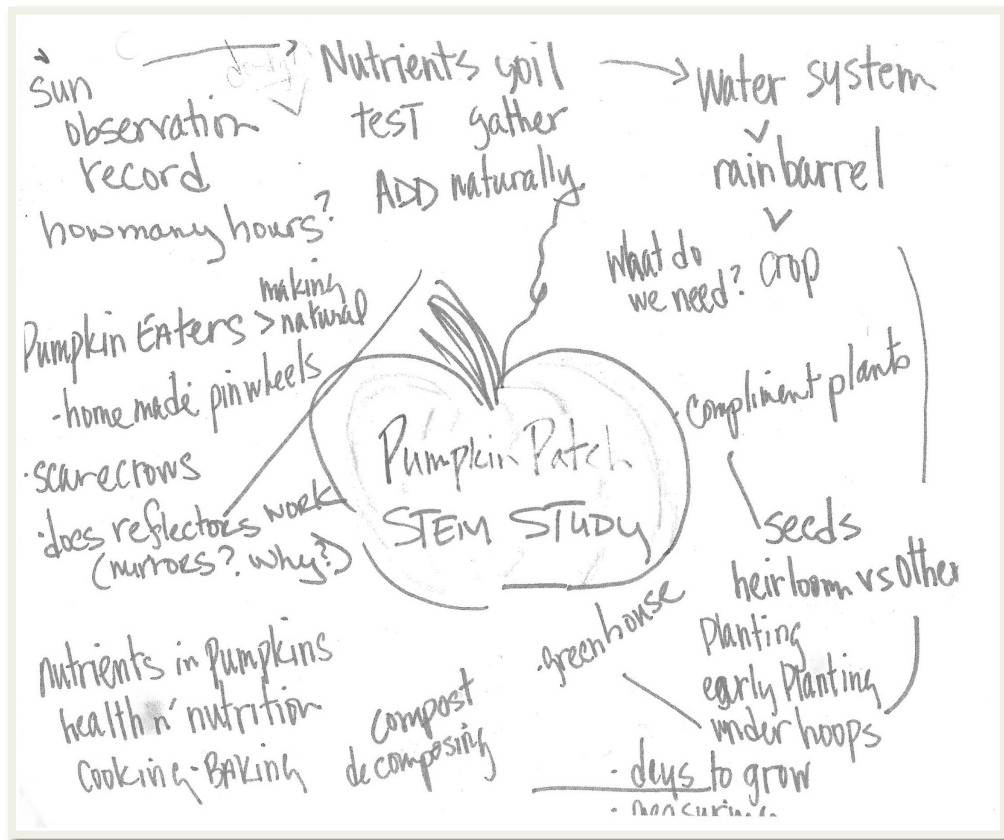 Sun
observation
record
how many hours?
Nutrients soil
test gather
ADD naturally
Water system
rainbarrel
What do
we need?
crop
Pumpkin Eaters > making
natural
- homemade pinwheels
· scarecrows
· does reflectors work
(mirrors? why?)
Pumpkin Patch
STEM STUDY
· compliment plants
seeds
heirloom vs Other
Planting
early Planting
under hoops
· greenhouse
· days to grow
· measuring
nutrients in Pumpkins
health n' nutrition
Cooking - BAKING
compost
decomposing